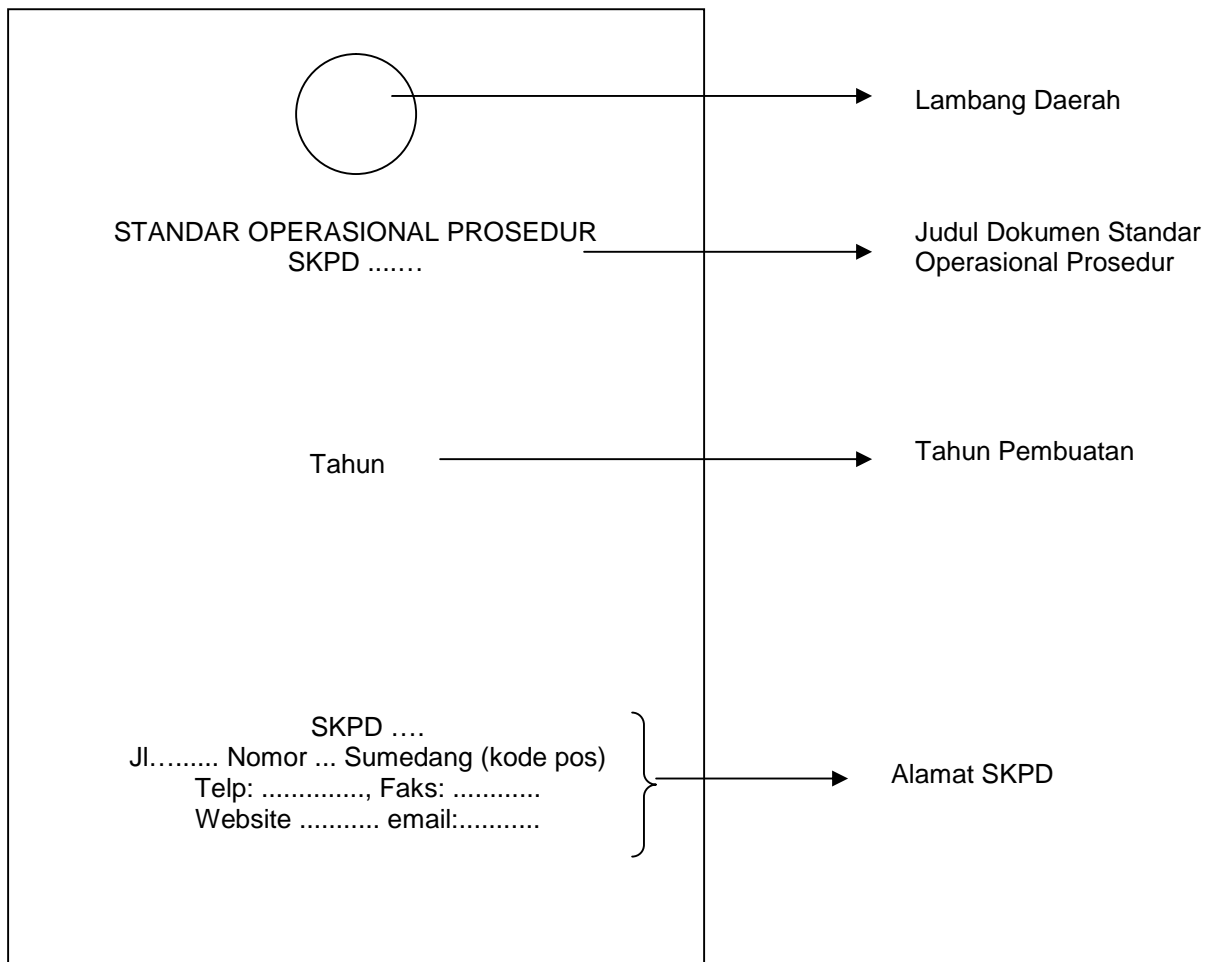 Lambang Daerah
STANDAR OPERASIONAL PROSEDUR
SKPD .......
Judul Dokumen Standar
Operasional Prosedur
Tahun
Tahun Pembuatan
SKPD ....
Jl......... Nomor ... Sumedang (kode pos)
Telp: .............., Faks: ............
Website ........... email:...........
Alamat SKPD